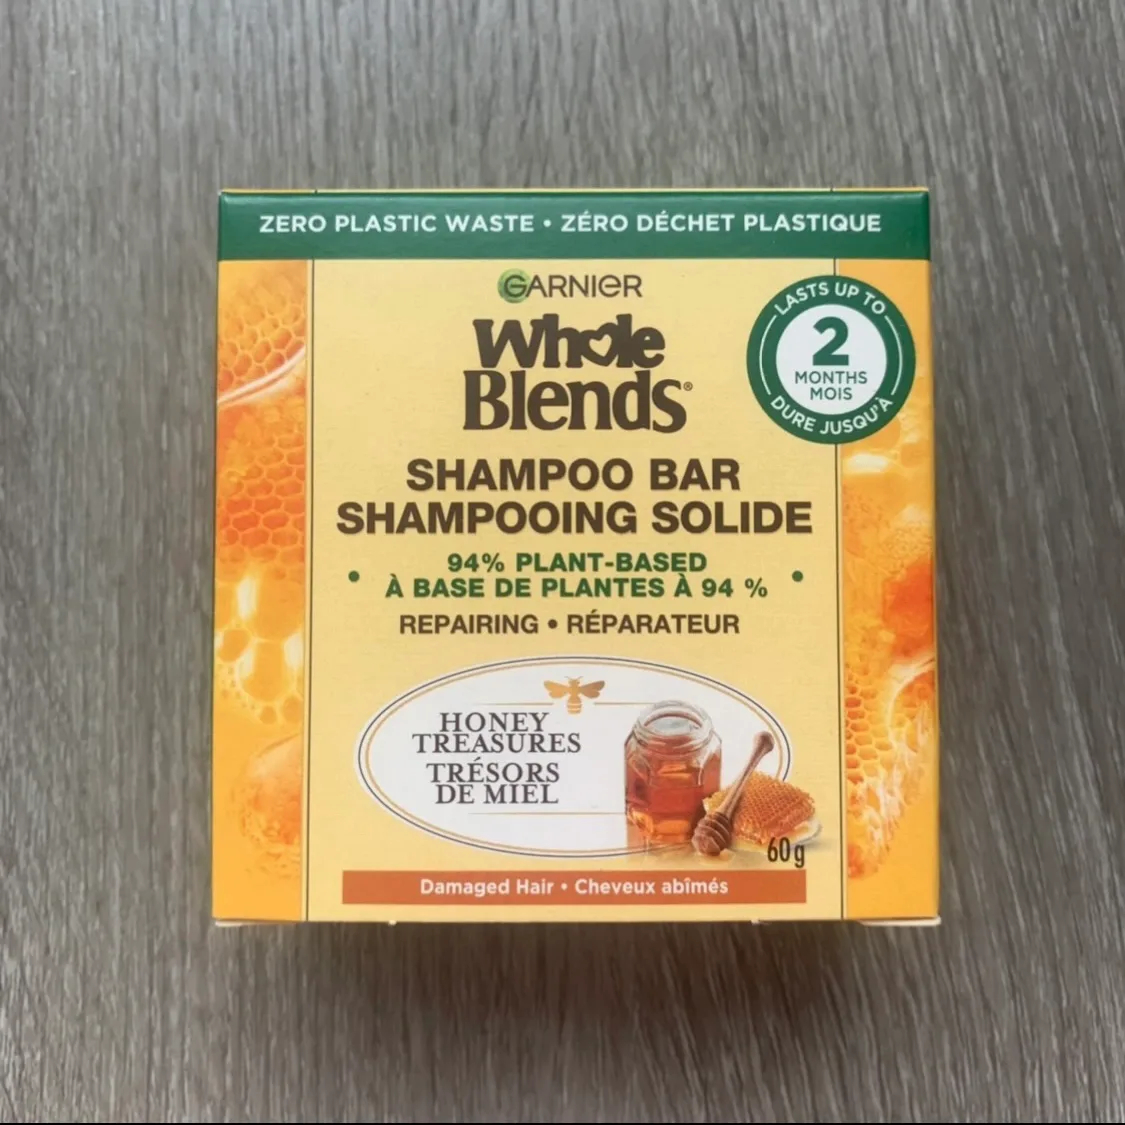 ZERO PLASTIC WASTE • ZÉRO DÉCHET PLASTIQUE
GARNIER
Whole
Blends®
LASTS UP TO
2
MONTHS
MOIS
DURE JUSQU'À
SHAMPOO BAR
SHAMPOOING SOLIDE
• 94% PLANT-BASED
À BASE DE PLANTES À 94 % •
REPAIRING • RÉPARATEUR
HONEY
TREASURES
TRÉSORS
DE MIEL
60g
Damaged Hair • Cheveux abîmés